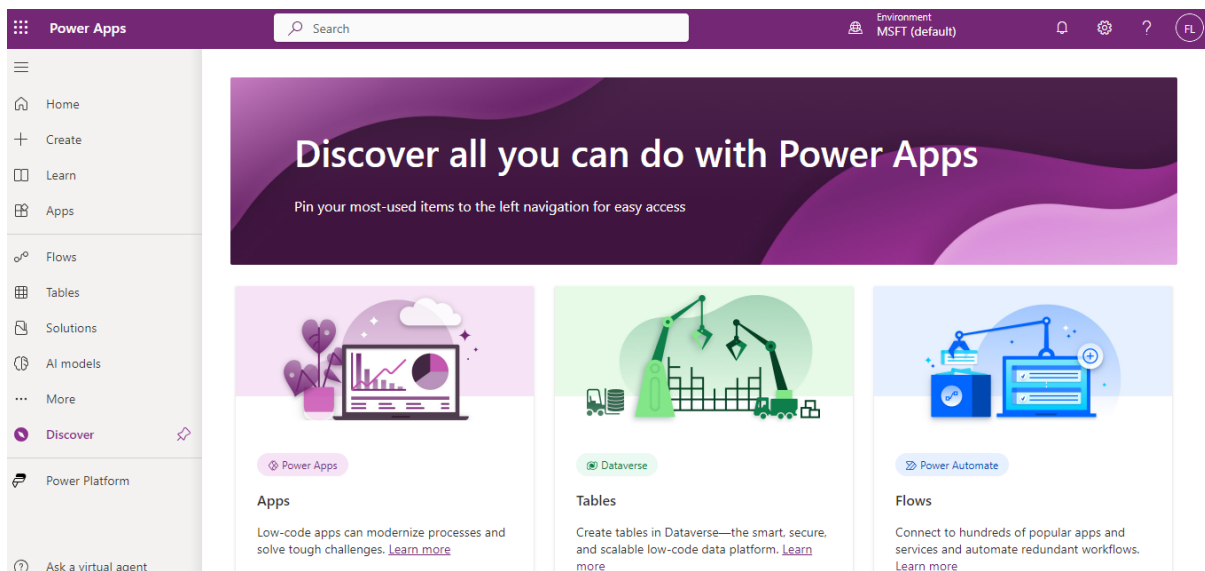 Power Apps
Search
Environment
MSFT (default)
FL
Home
Create
Learn
Apps
Flows
Tables
Solutions
AI models
More
Discover
Power Platform
Ask a virtual agent
Discover all you can do with Power Apps
Pin your most-used items to the left navigation for easy access
Power Apps
Apps
Low-code apps can modernize processes and
solve tough challenges. Learn more
Dataverse
Tables
Create tables in Dataverse—the smart, secure,
and scalable low-code data platform. Learn
more
Power Automate
Flows
Connect to hundreds of popular apps and
services and automate redundant workflows.
Learn more